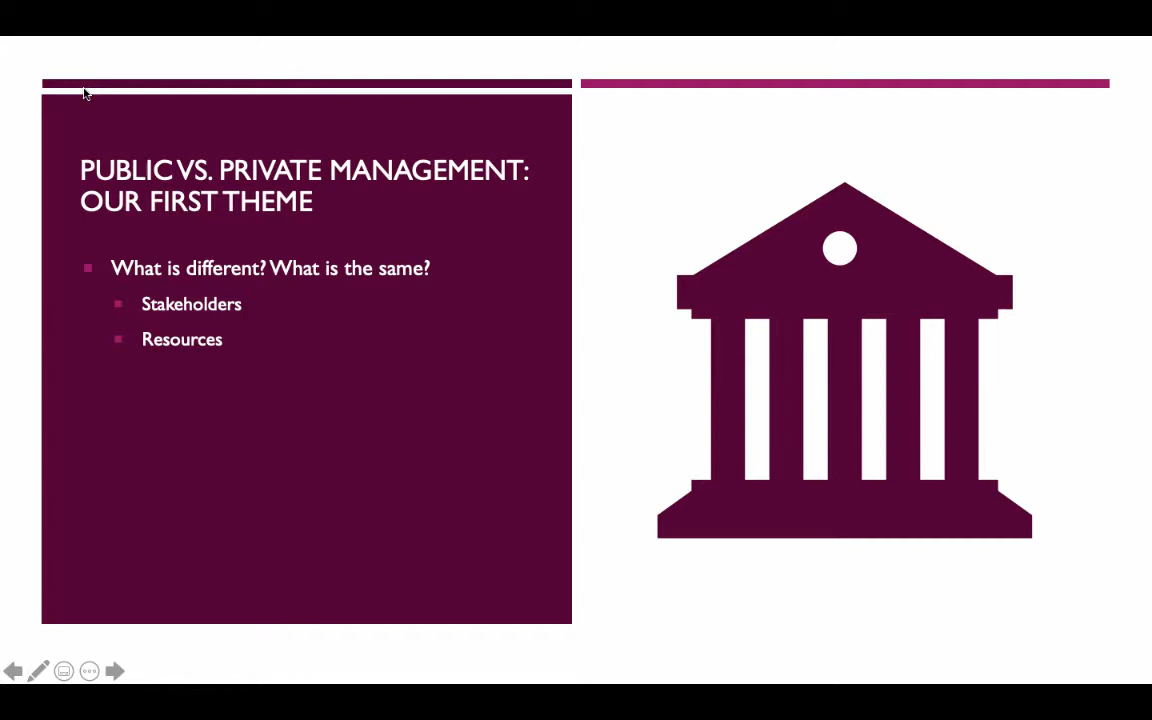 PUBLIC VS. PRIVATE MANAGEMENT:
OUR FIRST THEME
What is different? What is the same?
Stakeholders
Resources